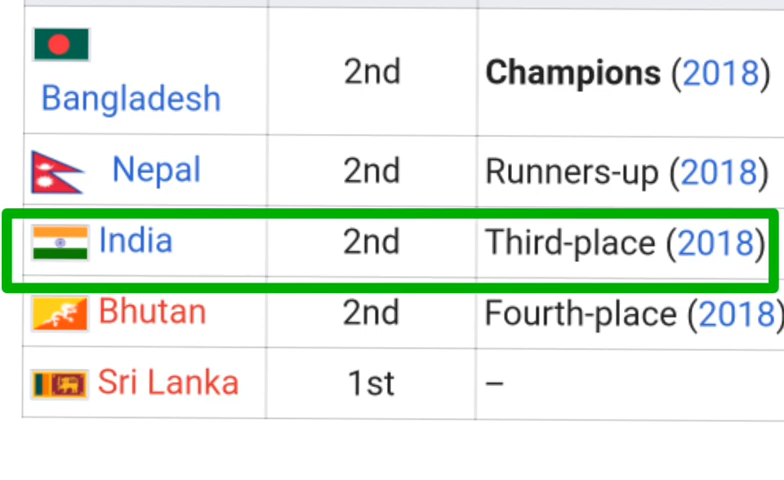 Bangladesh 2nd Champions (2018)
Nepal 2nd Runners-up (2018)
India 2nd Third-place (2018)
Bhutan 2nd Fourth-place (2018)
Sri Lanka 1st –